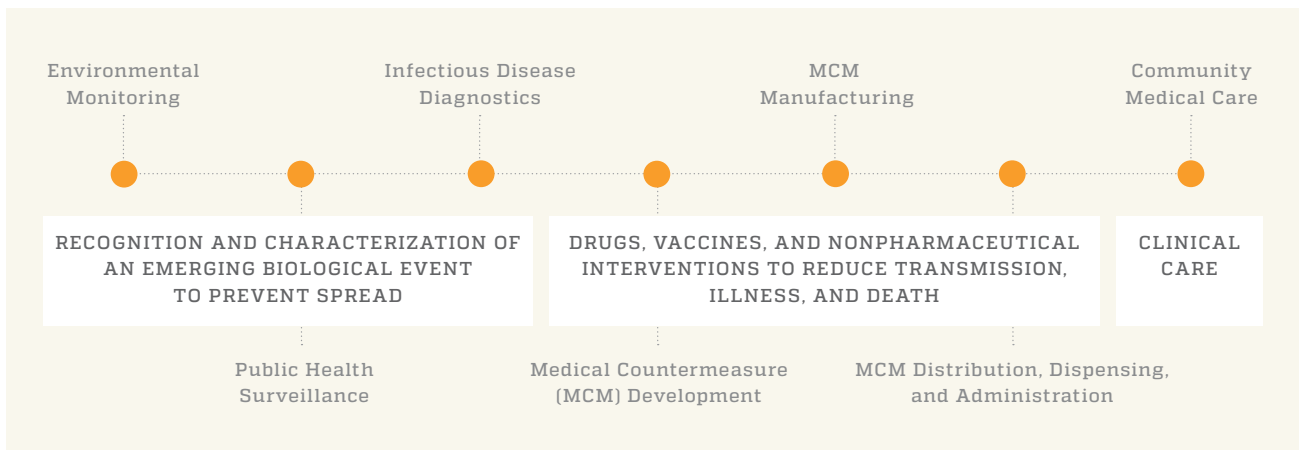 Environmental
Monitoring
Infectious Disease
Diagnostics
MCM
Manufacturing
Community
Medical Care
RECOGNITION AND CHARACTERIZATION OF
AN EMERGING BIOLOGICAL EVENT
TO PREVENT SPREAD
DRUGS, VACCINES, AND NONPHARMACEUTICAL
INTERVENTIONS TO REDUCE TRANSMISSION,
ILLNESS, AND DEATH
CLINICAL
CARE
Public Health
Surveillance
Medical Countermeasure
(MCM) Development
MCM Distribution, Dispensing,
and Administration